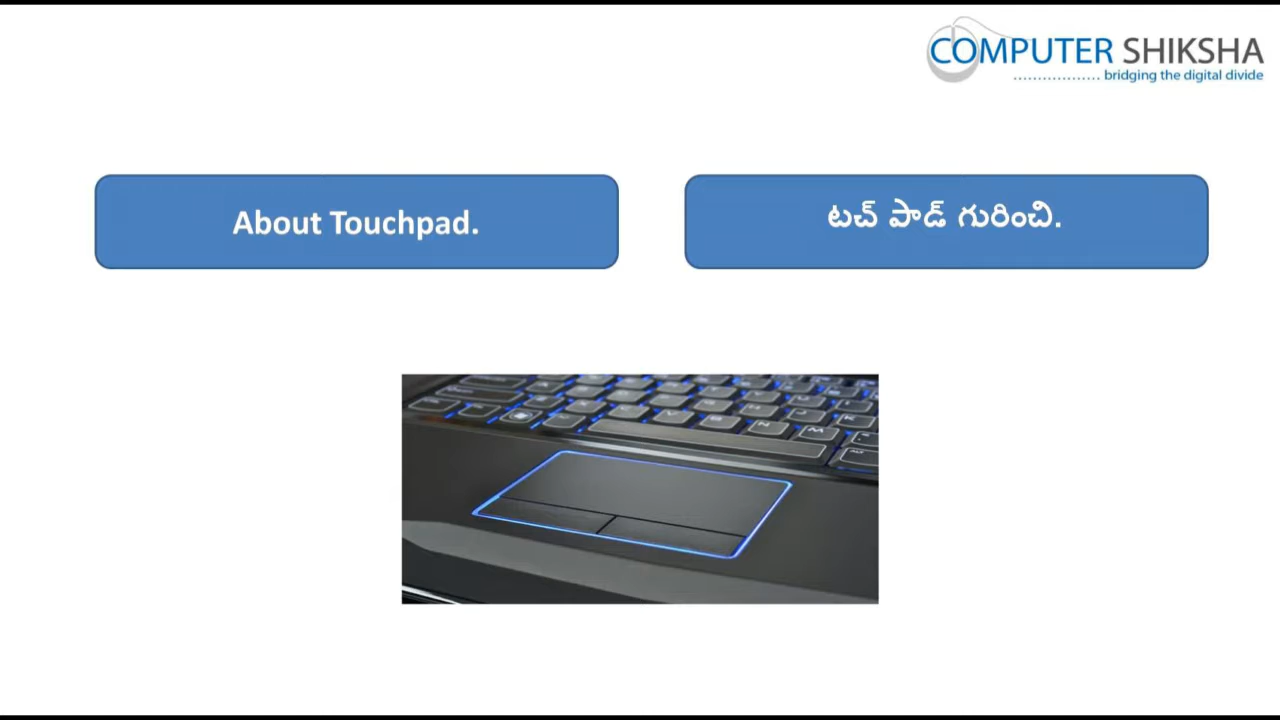 COMPUTER SHIKSHA
.................. bridging the digital divide
About Touchpad.
టచ్ పాడ్ గురించి.